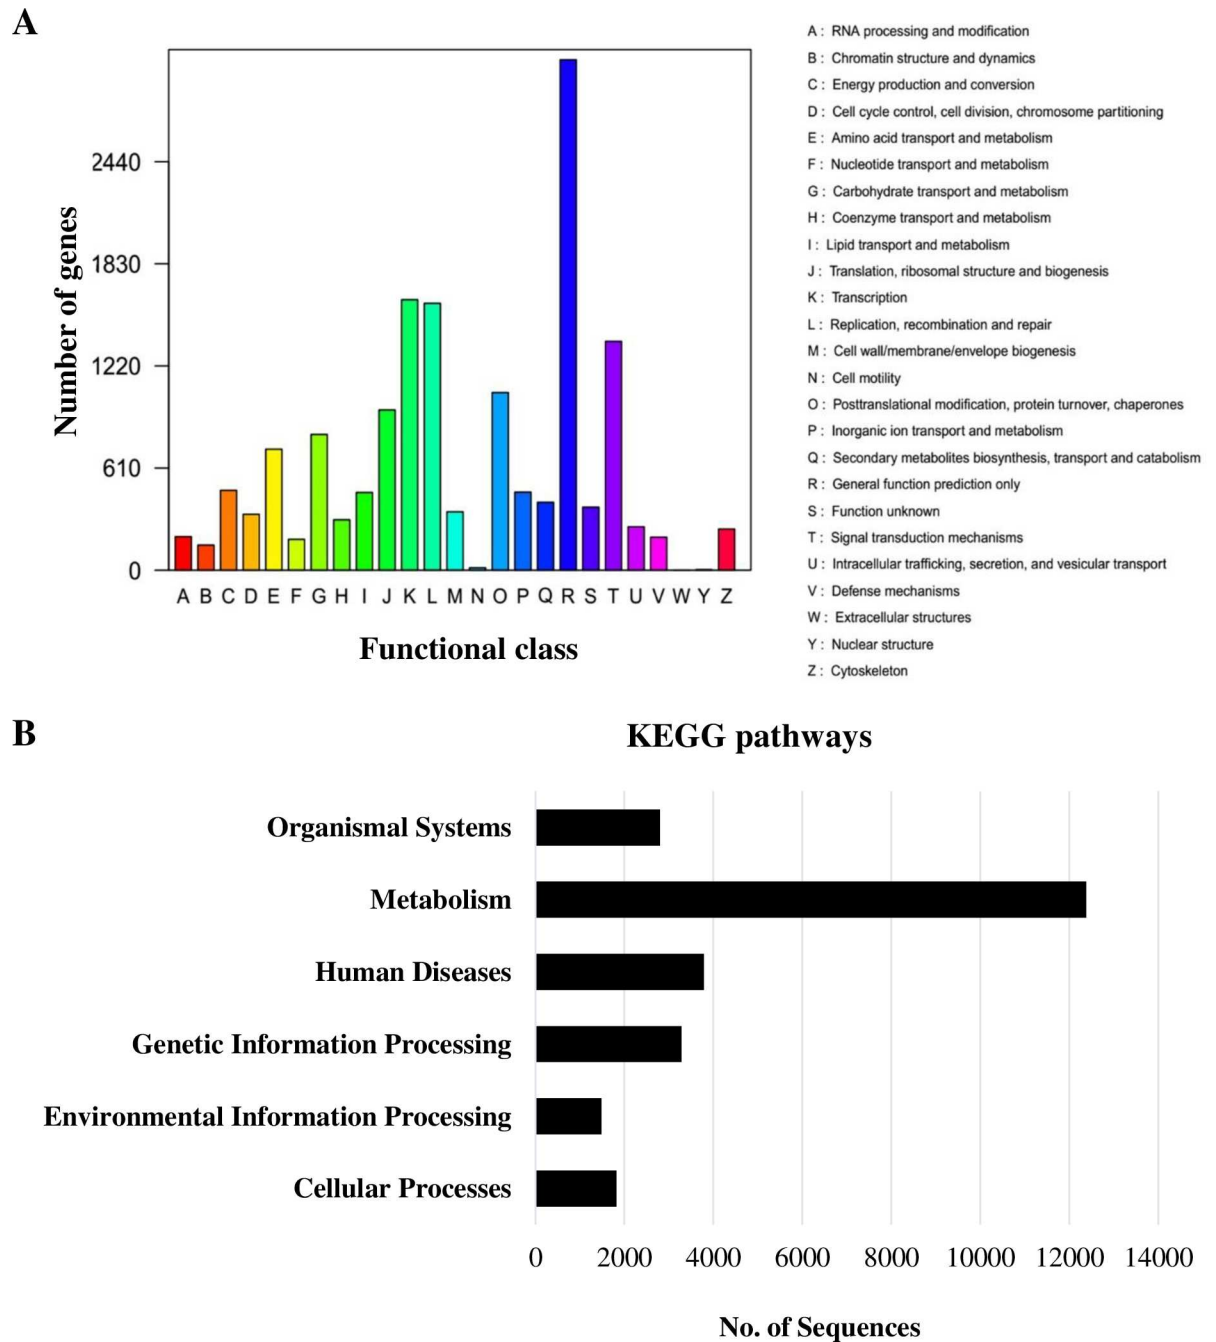 A
2440
1830
1220
610
0
Number of genes
A B C D E F G H I J K L M N O P Q R S T U V W Y Z
Functional class
A : RNA processing and modification
B : Chromatin structure and dynamics
C : Energy production and conversion
D : Cell cycle control, cell division, chromosome partitioning
E : Amino acid transport and metabolism
F : Nucleotide transport and metabolism
G : Carbohydrate transport and metabolism
H : Coenzyme transport and metabolism
I : Lipid transport and metabolism
J : Translation, ribosomal structure and biogenesis
K : Transcription
L : Replication, recombination and repair
M : Cell wall/membrane/envelope biogenesis
N : Cell motility
O : Posttranslational modification, protein turnover, chaperones
P : Inorganic ion transport and metabolism
Q : Secondary metabolites biosynthesis, transport and catabolism
R : General function prediction only
S : Function unknown
T : Signal transduction mechanisms
U : Intracellular trafficking, secretion, and vesicular transport
V : Defense mechanisms
W : Extracellular structures
Y : Nuclear structure
Z : Cytoskeleton
B
KEGG pathways
Organismal Systems
Metabolism
Human Diseases
Genetic Information Processing
Environmental Information Processing
Cellular Processes
0 2000 4000 6000 8000 10000 12000 14000
No. of Sequences